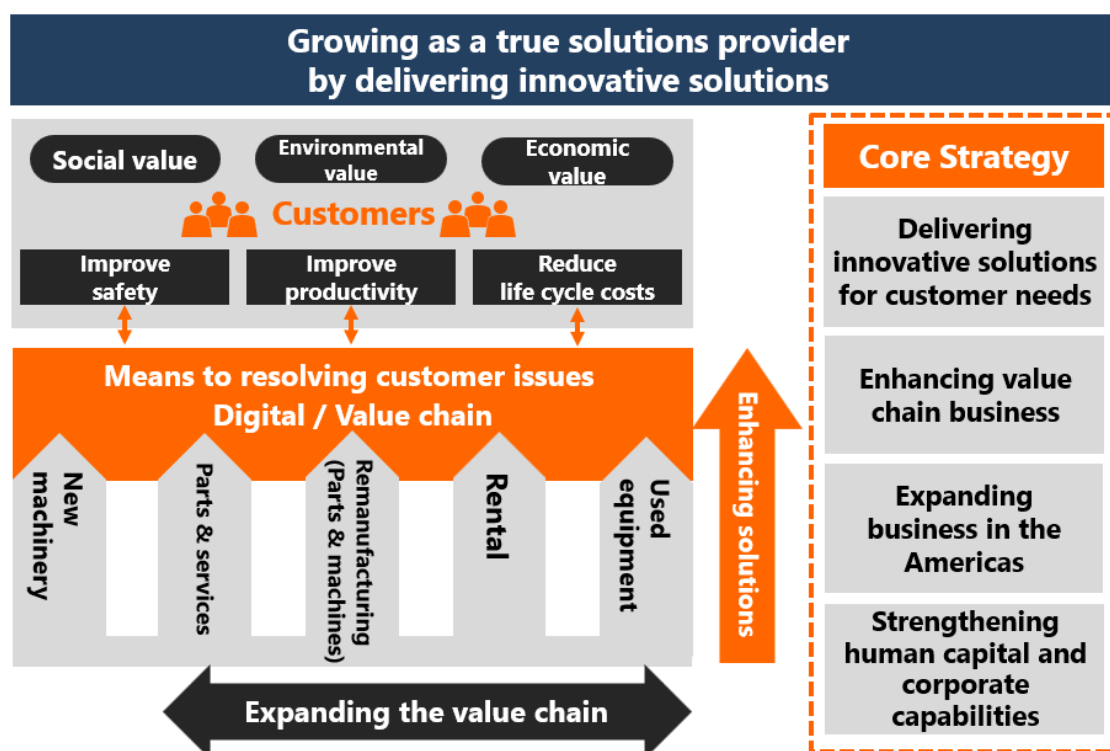 Growing as a true solutions provider
by delivering innovative solutions
Social value
Environmental
value
Economic
value
Customers
Improve
safety
Improve
productivity
Reduce
life cycle costs
Means to resolving customer issues
Digital / Value chain
New
machinery
Parts & services
Remanufacturing
(Parts & machines)
Rental
Used
equipment
Expanding the value chain
Enhancing solutions
Core Strategy
Delivering
innovative solutions
for customer needs
Enhancing value
chain business
Expanding
business in the
Americas
Strengthening
human capital and
corporate
capabilities